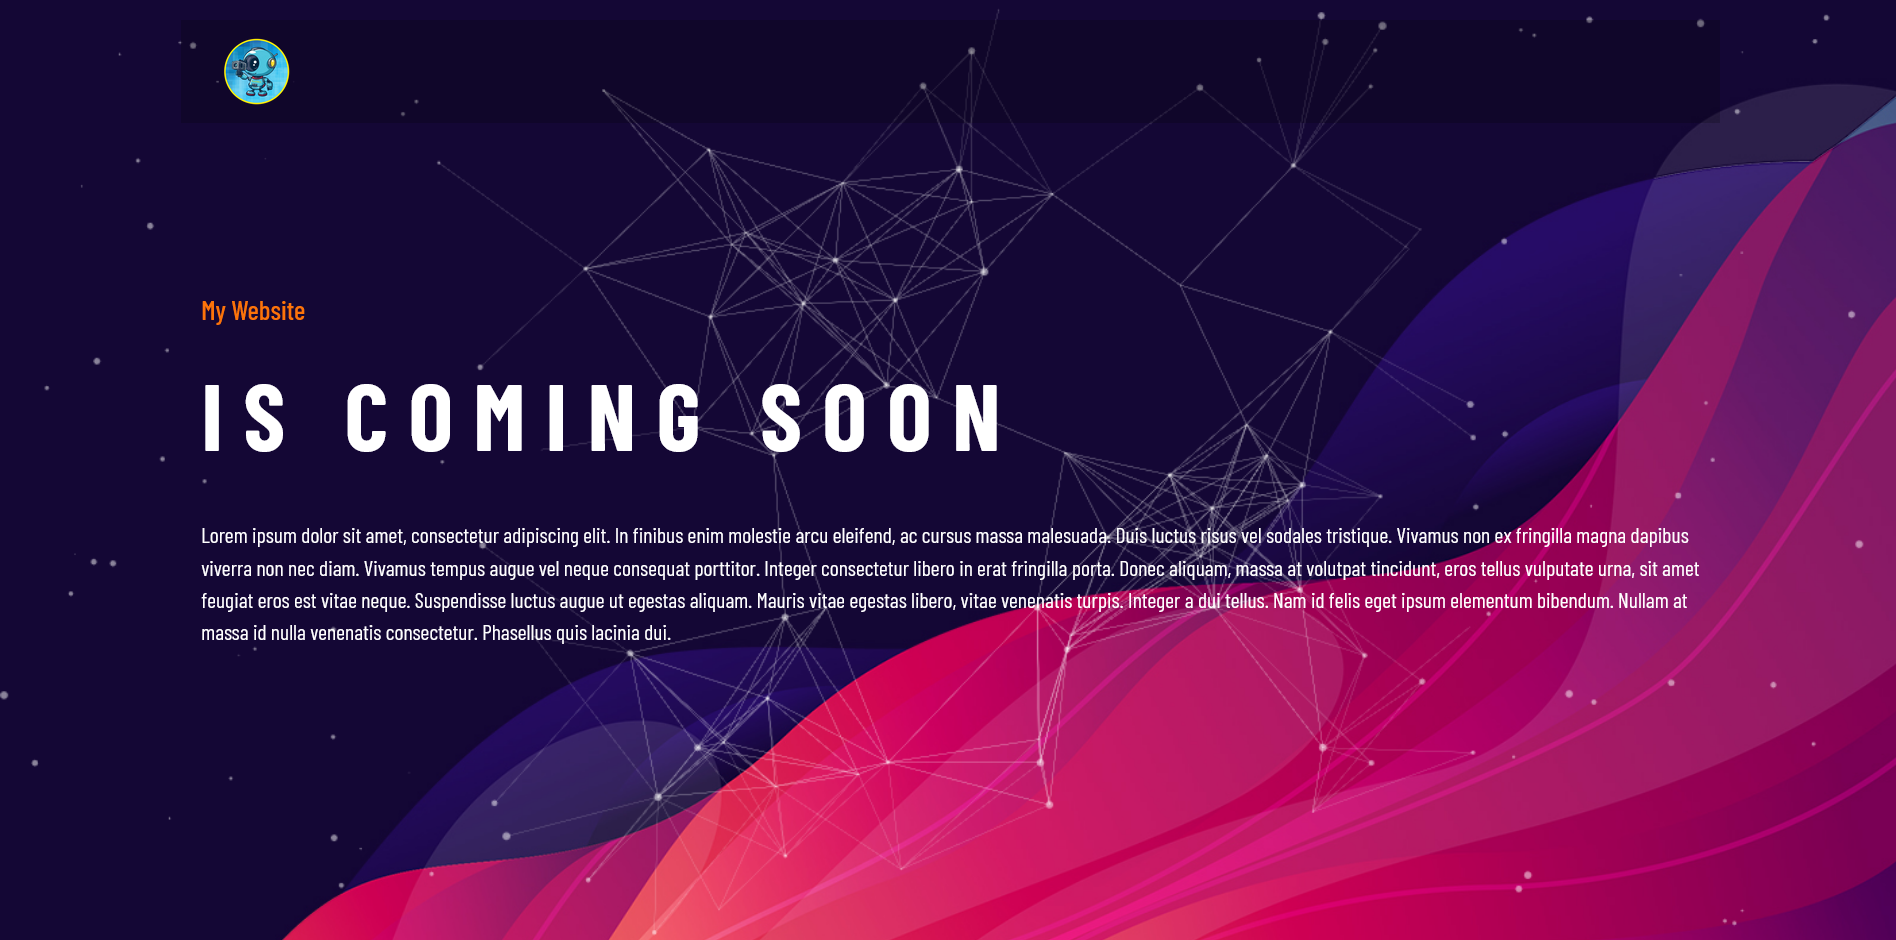 My Website
IS COMING SOON
Lorem ipsum dolor sit amet, consectetur adipiscing elit. In finibus enim molestie arcu eleifend, ac cursus massa malesuada. Duis luctus risus vel sodales tristique. Vivamus non ex fringilla magna dapibus
viverra non nec diam. Vivamus tempus augue vel neque consequat porttitor. Integer consectetur libero in erat fringilla porta. Donec aliquam, massa at volutpat tincidunt, eros tellus vulputate urna, sit amet
feugiat eros est vitae neque. Suspendisse luctus augue ut egestas aliquam. Mauris vitae egestas libero, vitae venenatis turpis. Integer a dui tellus. Nam id felis eget ipsum elementum bibendum. Nullam at
massa id nulla venenatis consectetur. Phasellus quis lacinia dui.